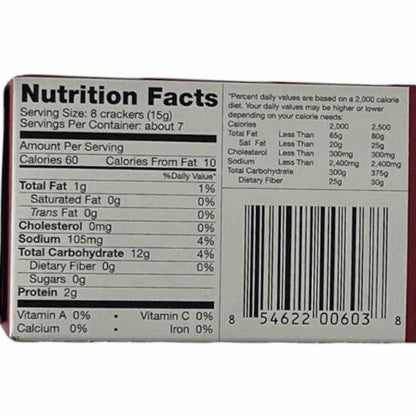 Nutrition Facts
Serving Size: 8 crackers (15g)
Servings Per Container: about 7
Amount Per Serving
Calories 60 Calories From Fat 10
%Daily Value*
Total Fat 1g 1%
Saturated Fat 0g 0%
Trans Fat 0g 0%
Cholesterol 0mg 0%
Sodium 105mg 4%
Total Carbohydrate 12g 4%
Dietary Fiber 0g 0%
Sugars 0g
Protein 2g
Vitamin A 0% • Vitamin C 0%
Calcium 0% • Iron 0%
*Percent daily values are based on a 2,000 calorie
diet. Your daily values may be higher or lower
depending on your calorie needs:
Calories 2,000 2,500
Total Fat Less Than 65g 80g
Sat Fat Less Than 20g 25g
Cholesterol Less Than 300mg 300mg
Sodium Less Than 2,400mg 2,400mg
Total Carbohydrate 300g 375g
Dietary Fiber 25g 30g
8 54622 00603 8